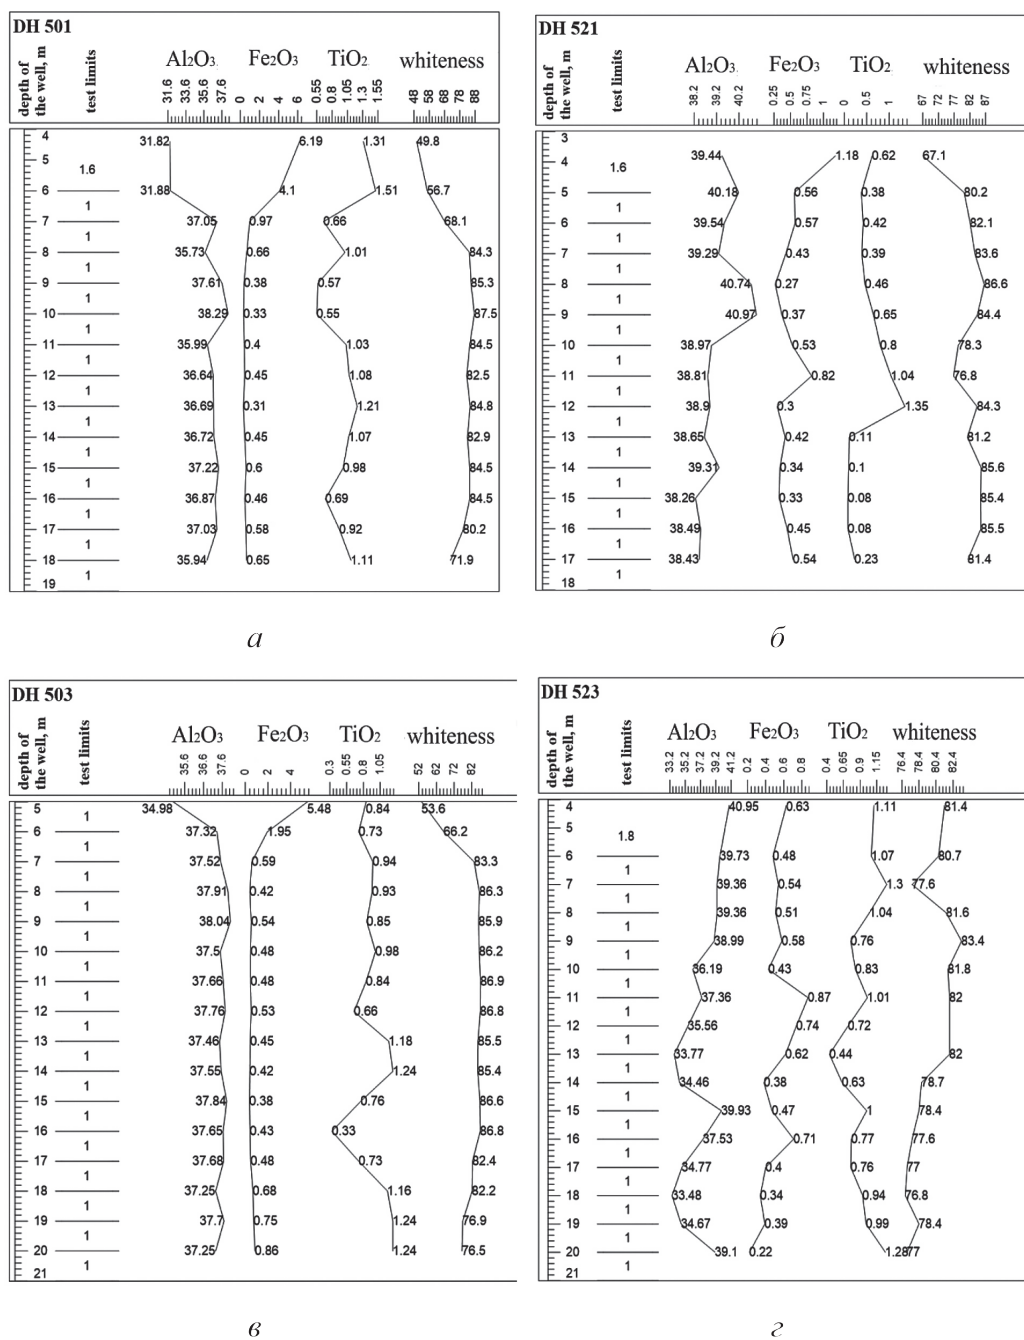 DH 501
depth of
the well, m
test limits
Al₂O₃ Fe₂O₃ TiO₂ whiteness
31.6 33.6 35.6 37.6 0 2 4 6 0.55 0.8 1.05 1.3 1.55 48 58 68 78 88
4 31.82 6.19 1.31 49.8
5
1.6
6 31.88 4.1 1.51 56.7
1
7 37.05 0.97 0.66 68.1
1
8 35.73 0.66 1.01 84.3
1
9 37.61 0.38 0.57 85.3
1
10 38.29 0.33 0.55 87.5
1
11 35.99 0.4 1.03 84.5
1
12 36.64 0.45 1.08 82.5
1
13 36.69 0.31 1.21 84.8
1
14 36.72 0.45 1.07 82.9
1
15 37.22 0.6 0.98 84.5
1
16 36.87 0.46 0.69 84.5
1
17 37.03 0.58 0.92 80.2
1
18 35.94 0.65 1.11 71.9
1
19
а
DH 521
depth of
the well, m
test limits
Al₂O₃ Fe₂O₃ TiO₂ whiteness
38.2 39.2 40.2 0.25 0.5 0.75 1 0 0.5 1 67 72 77 82 87
3
39.44 1.18 0.62 67.1
4
1.6
5 40.18 0.56 0.38 80.2
1
6 39.54 0.57 0.42 82.1
1
7 39.29 0.43 0.39 83.6
1
8 40.74 0.27 0.46 86.6
1
9 40.97 0.37 0.65 84.4
1
10 38.97 0.53 0.8 78.3
1
11 38.81 0.82 1.04 76.8
1
12 38.9 0.3 1.35 84.3
1
13 38.65 0.42 0.11 81.2
1
14 39.31 0.34 0.1 85.6
1
15 38.26 0.33 0.08 85.4
1
16 38.49 0.45 0.08 85.5
1
17 38.43 0.54 0.23 81.4
1
18
б
DH 503
depth of
the well, m
test limits
Al₂O₃ Fe₂O₃ TiO₂ whiteness
35.6 36.6 37.6 0 2 4 0.3 0.55 0.8 1.05 52 62 72 82
5 34.98 5.48 0.84 53.6
1
6 37.32 1.95 0.73 66.2
1
7 37.52 0.59 0.94 83.3
1
8 37.91 0.42 0.93 86.3
1
9 38.04 0.54 0.85 85.9
1
10 37.5 0.48 0.98 86.2
1
11 37.66 0.48 0.84 86.9
1
12 37.76 0.53 0.66 86.8
1
13 37.46 0.45 1.18 85.5
1
14 37.55 0.42 1.24 85.4
1
15 37.84 0.38 0.76 86.6
1
16 37.65 0.43 0.33 86.8
1
17 37.68 0.48 0.73 82.4
1
18 37.25 0.68 1.16 82.2
1
19 37.7 0.75 1.24 76.9
1
20 37.25 0.86 1.24 76.5
1
21
в
DH 523
depth of
the well, m
test limits
Al₂O₃ Fe₂O₃ TiO₂ whiteness
33.2 35.2 37.2 39.2 41.2 0.2 0.4 0.6 0.8 0.4 0.65 0.9 1.15 76.4 78.4 80.4 82.4
4 40.95 0.63 1.11 81.4
5
1.8
6 39.73 0.48 1.07 80.7
1
7 39.36 0.54 1.3 77.6
1
8 39.36 0.51 1.04 81.6
1
9 38.99 0.58 0.76 83.4
1
10 36.19 0.43 0.83 81.8
1
11 37.36 0.87 1.01 82
1
12 35.56 0.74 0.72
1
13 33.77 0.62 0.44 82
1
14 34.46 0.38 0.63 78.7
1
15 39.93 0.47 1 78.4
1
16 37.53 0.71 0.77 77.6
1
17 34.77 0.4 0.76 77
1
18 33.48 0.34 0.94 76.8
1
19 34.67 0.39 0.99 78.4
1
20 39.1 0.22 1.28 77
1
21
г